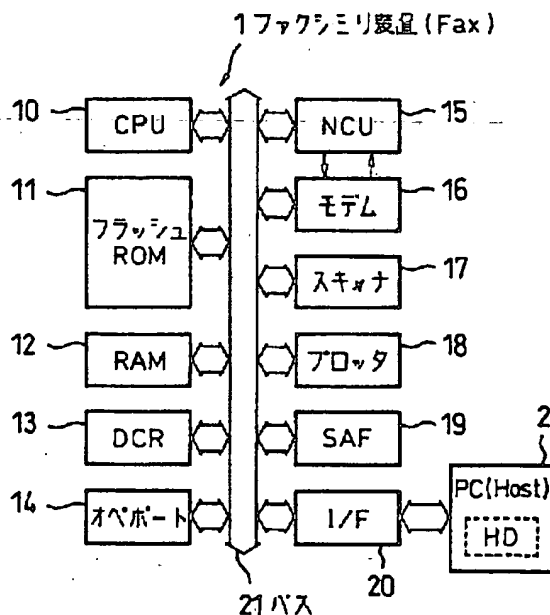 1 ファクシミリ装置(Fax)
10
CPU
11
フラッシュ
ROM
12
RAM
13
DCR
14
オペポート
NCU
15
モデム
16
スキャナ
17
プロッタ
18
SAF
19
I/F
20
2
PC(Host)
HD
21 バス